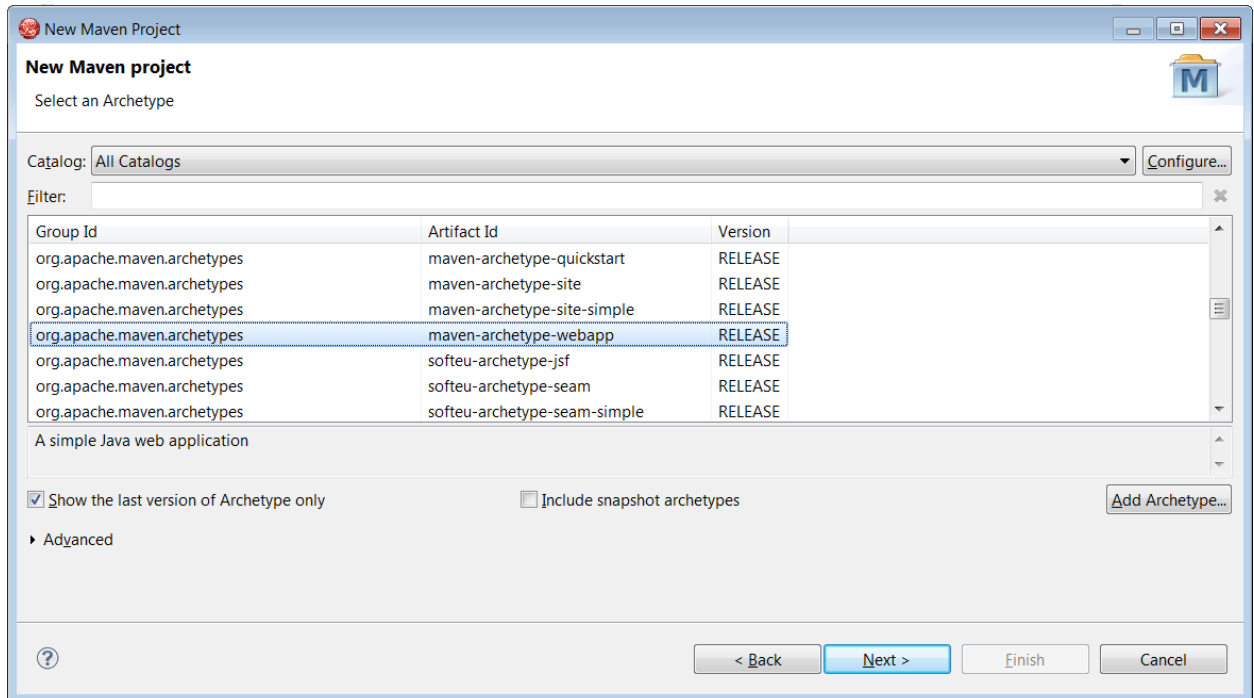 New Maven Project
New Maven project
Select an Archetype
M
Catalog: All Catalogs Configure...
Filter:
Group Id Artifact Id Version
org.apache.maven.archetypes maven-archetype-quickstart RELEASE
org.apache.maven.archetypes maven-archetype-site RELEASE
org.apache.maven.archetypes maven-archetype-site-simple RELEASE
org.apache.maven.archetypes maven-archetype-webapp RELEASE
org.apache.maven.archetypes softeu-archetype-jsf RELEASE
org.apache.maven.archetypes softeu-archetype-seam RELEASE
org.apache.maven.archetypes softeu-archetype-seam-simple RELEASE
A simple Java web application
Show the last version of Archetype only Include snapshot archetypes Add Archetype...
Advanced
? < Back Next > Finish Cancel